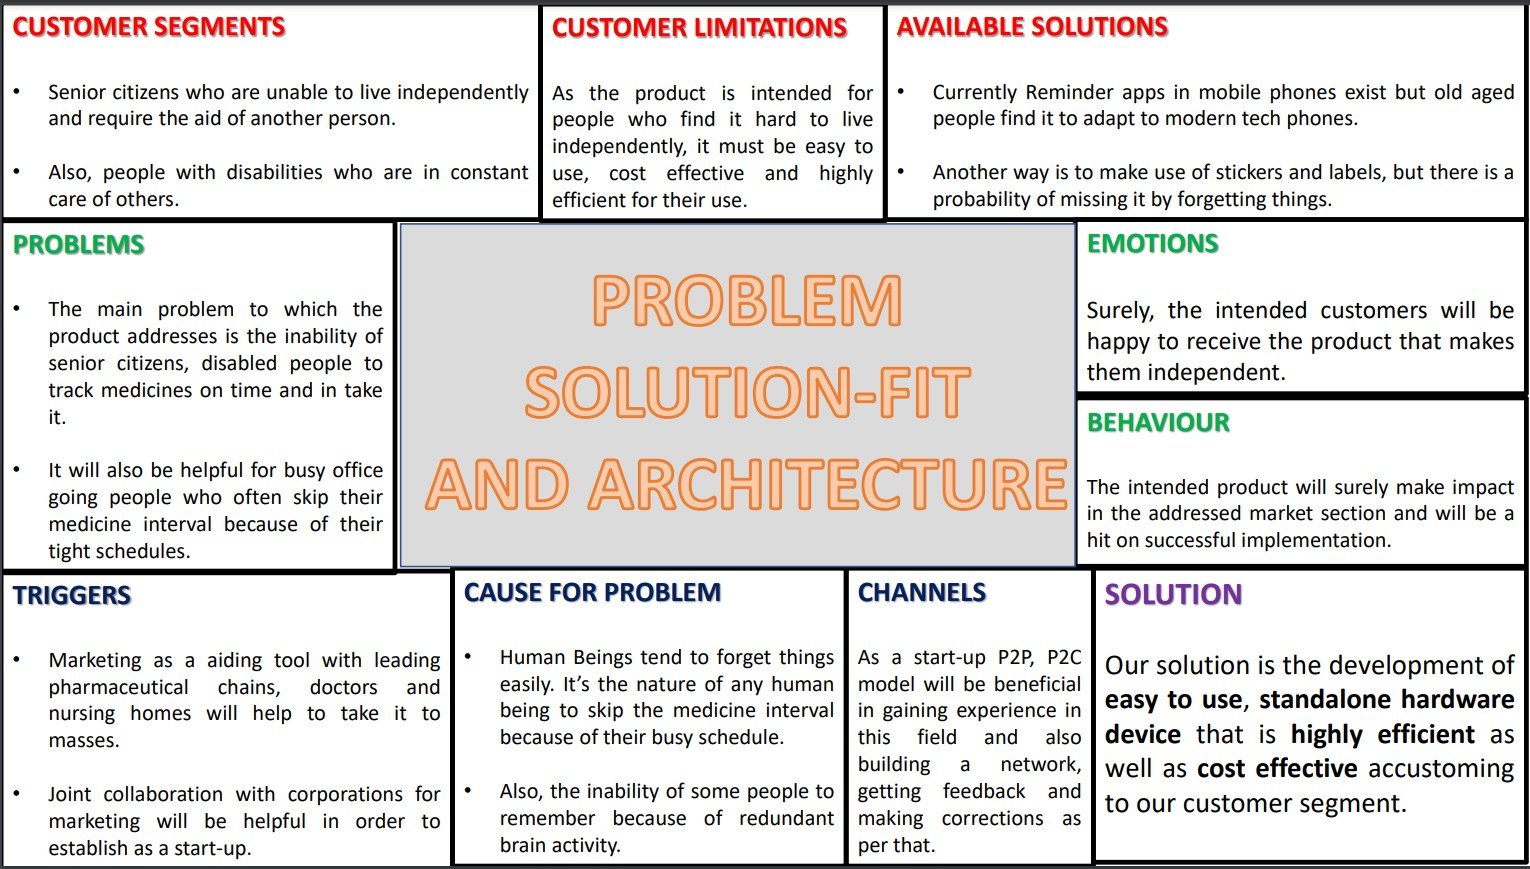 CUSTOMER SEGMENTS
• Senior citizens who are unable to live independently
and require the aid of another person.
• Also, people with disabilities who are in constant
care of others.
CUSTOMER LIMITATIONS
As the product is intended for
people who find it hard to live
independently, it must be easy to
use, cost effective and highly
efficient for their use.
AVAILABLE SOLUTIONS
• Currently Reminder apps in mobile phones exist but old aged
people find it to adapt to modern tech phones.
• Another way is to make use of stickers and labels, but there is a
probability of missing it by forgetting things.
PROBLEMS
• The main problem to which the
product addresses is the inability of
senior citizens, disabled people to
track medicines on time and in take
it.
• It will also be helpful for busy office
going people who often skip their
medicine interval because of their
tight schedules.
PROBLEM
SOLUTION-FIT
AND ARCHITECTURE
EMOTIONS
Surely, the intended customers will be
happy to receive the product that makes
them independent.
BEHAVIOUR
The intended product will surely make impact
in the addressed market section and will be a
hit on successful implementation.
TRIGGERS
• Marketing as a aiding tool with leading
pharmaceutical chains, doctors and
nursing homes will help to take it to
masses.
• Joint collaboration with corporations for
marketing will be helpful in order to
establish as a start-up.
CAUSE FOR PROBLEM
• Human Beings tend to forget things
easily. It’s the nature of any human
being to skip the medicine interval
because of their busy schedule.
• Also, the inability of some people to
remember because of redundant
brain activity.
CHANNELS
As a start-up P2P, P2C
model will be beneficial
in gaining experience in
this field and also
building a network,
getting feedback and
making corrections as
per that.
SOLUTION
Our solution is the development of
easy to use, standalone hardware
device that is highly efficient as
well as cost effective accustoming
to our customer segment.